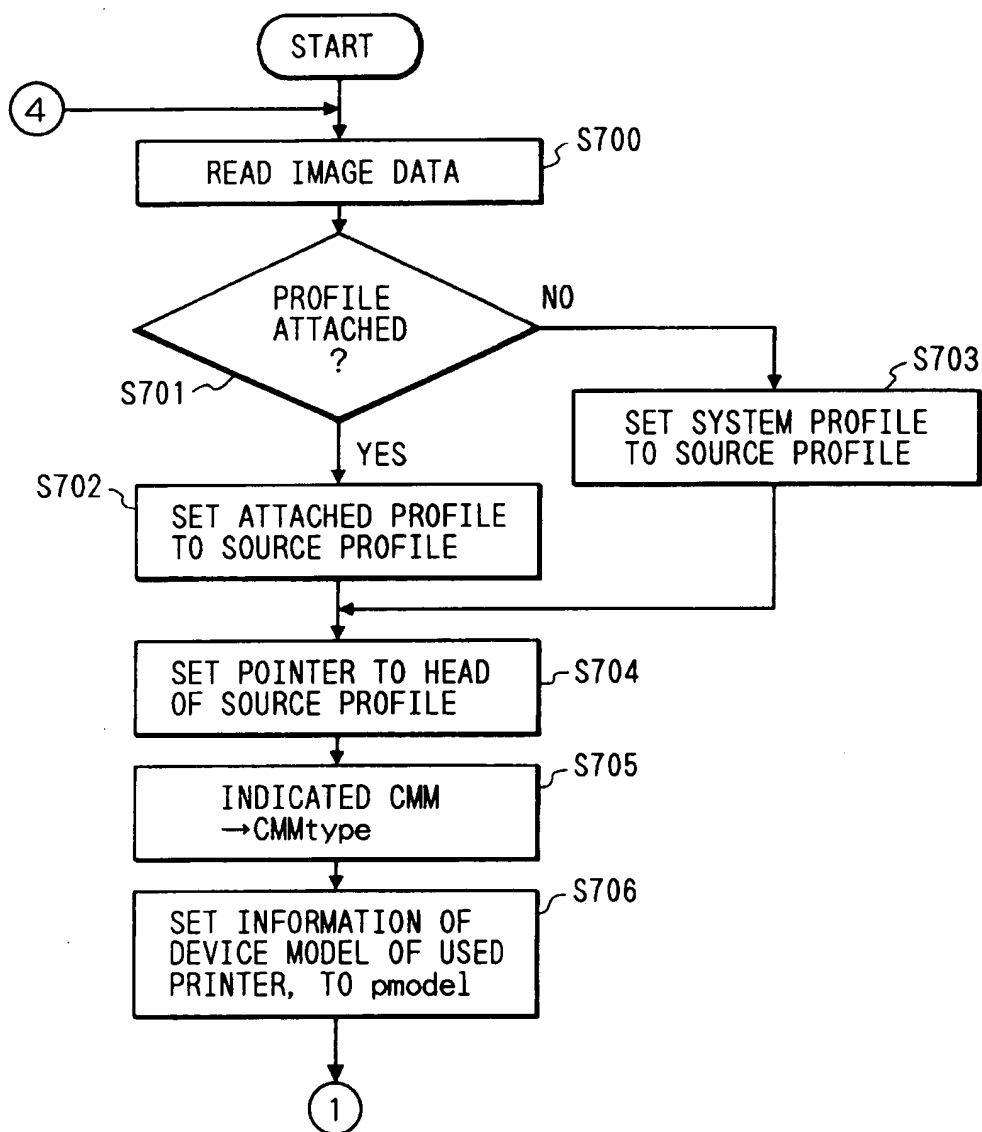 START
4
S700
READ IMAGE DATA
PROFILE
ATTACHED
?
NO
S701
S703
SET SYSTEM PROFILE
TO SOURCE PROFILE
YES
S702
SET ATTACHED PROFILE
TO SOURCE PROFILE
SET POINTER TO HEAD
OF SOURCE PROFILE
S704
S705
INDICATED CMM
→CMMtype
S706
SET INFORMATION OF
DEVICE MODEL OF USED
PRINTER, TO pmodel
1